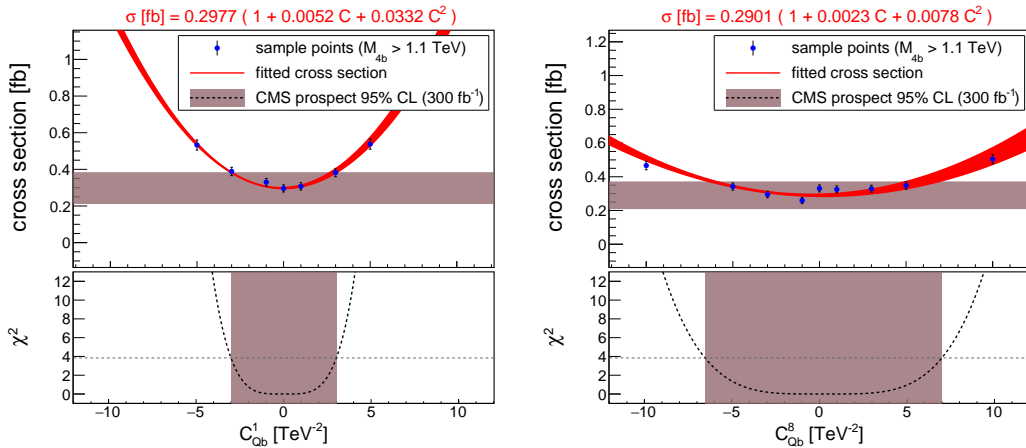 σ [fb] = 0.2977 ( 1 + 0.0052 C + 0.0332 C² )
cross section [fb]
1
0.8
0.6
0.4
0.2
0
sample points (M₄b > 1.1 TeV)
fitted cross section
CMS prospect 95% CL (300 fb⁻¹)
χ²
12
10
8
6
4
2
0
−10 −5 0 5 10
C¹Qb [TeV⁻²]
σ [fb] = 0.2901 ( 1 + 0.0023 C + 0.0078 C² )
cross section [fb]
1.2
1
0.8
0.6
0.4
0.2
0
sample points (M₄b > 1.1 TeV)
fitted cross section
CMS prospect 95% CL (300 fb⁻¹)
χ²
12
10
8
6
4
2
0
−10 −5 0 5 10
C⁸Qb [TeV⁻²]